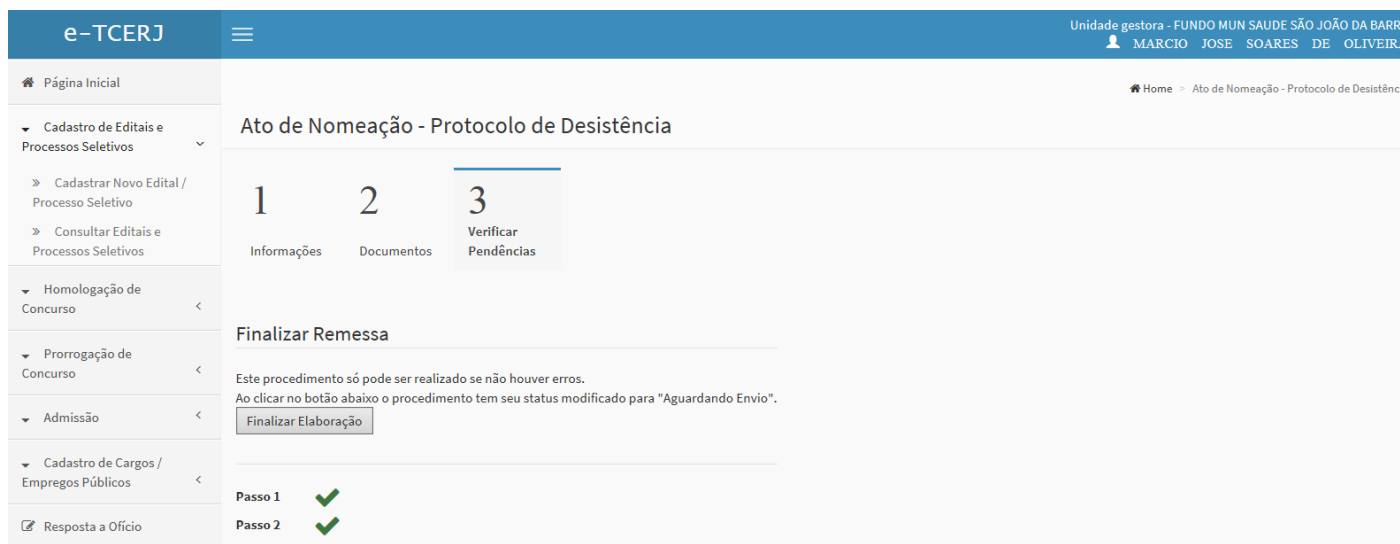 e-TCERJ
Unidade gestora - FUNDO MUN SAUDE SÃO JOÃO DA BARR
MARCIO JOSE SOARES DE OLIVEIR
Página Inicial
Cadastro de Editais e
Processos Seletivos
Cadastrar Novo Edital /
Processo Seletivo
Consultar Editais e
Processos Seletivos
Homologação de
Concurso
Prorrogação de
Concurso
Admissão
Cadastro de Cargos /
Empregos Públicos
Resposta a Ofício
Home > Ato de Nomeação - Protocolo de Desistênc
Ato de Nomeação - Protocolo de Desistência
1
Informações
2
Documentos
3
Verificar
Pendências
Finalizar Remessa
Este procedimento só pode ser realizado se não houver erros.
Ao clicar no botão abaixo o procedimento tem seu status modificado para "Aguardando Envio".
Finalizar Elaboração
Passo 1
Passo 2